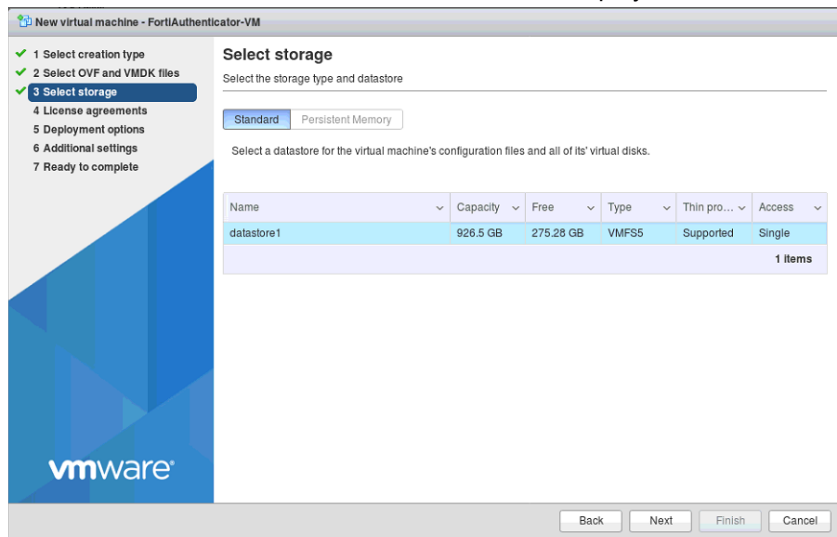 New virtual machine - FortiAuthenticator-VM
1 Select creation type
2 Select OVF and VMDK files
3 Select storage
4 License agreements
5 Deployment options
6 Additional settings
7 Ready to complete
vmware®
Select storage
Select the storage type and datastore
Standard Persistent Memory
Select a datastore for the virtual machine's configuration files and all of its' virtual disks.
Name Capacity Free Type Thin pro... Access
datastore1 926.5 GB 275.28 GB VMFS5 Supported Single
1 items
Back Next Finish Cancel